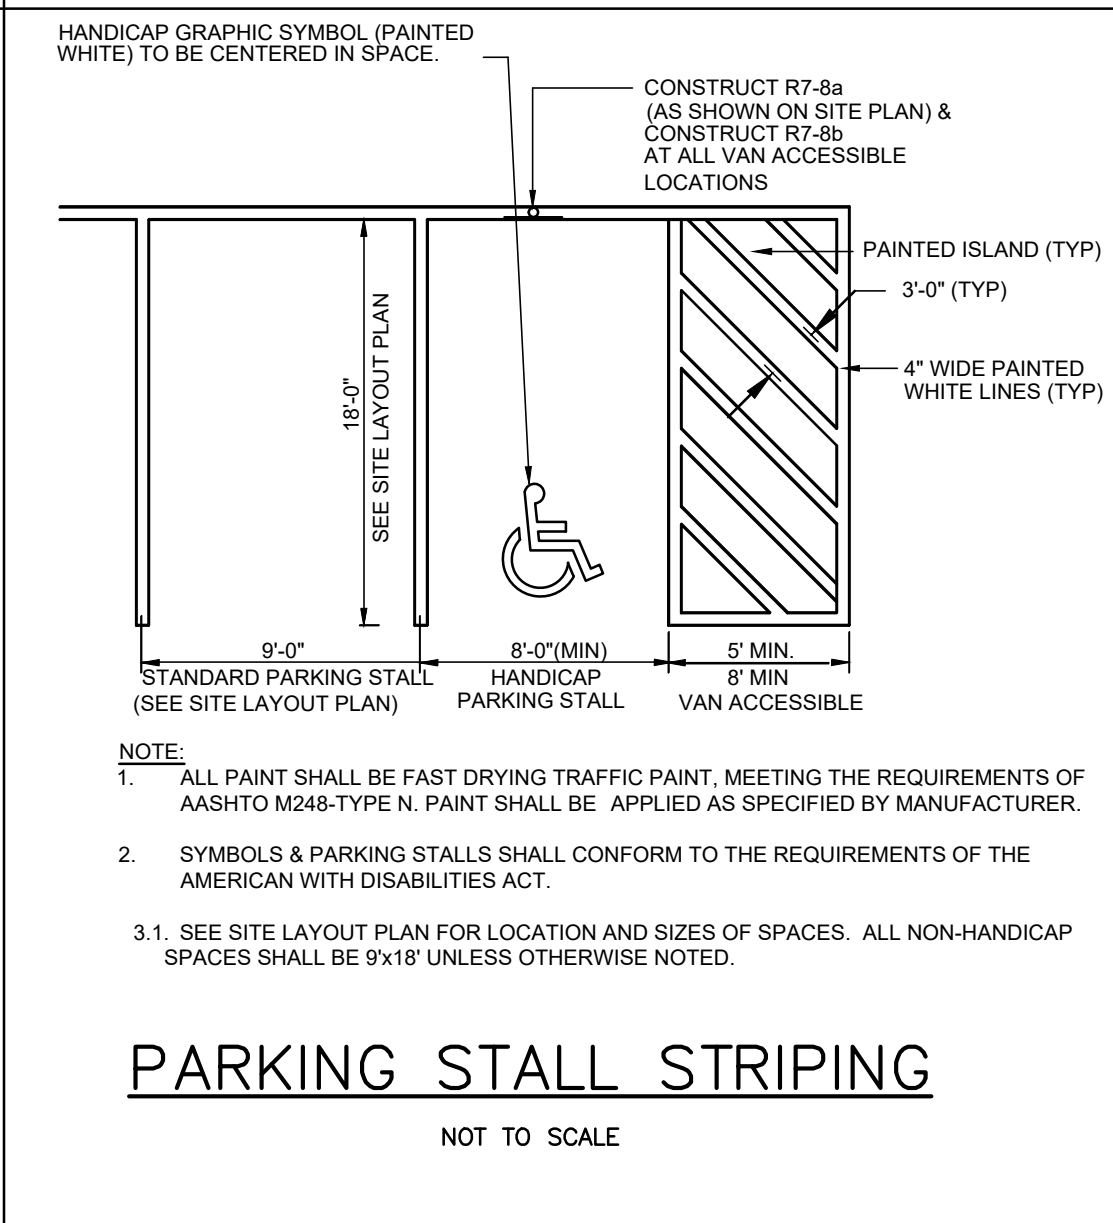 HANDICAP GRAPHIC SYMBOL (PAINTED
WHITE) TO BE CENTERED IN SPACE.
CONSTRUCT R7-8a
(AS SHOWN ON SITE PLAN) &
CONSTRUCT R7-8b
AT ALL VAN ACCESSIBLE
LOCATIONS
PAINTED ISLAND (TYP)
3'-0" (TYP)
4" WIDE PAINTED
WHITE LINES (TYP)
18'-0"
SEE SITE LAYOUT PLAN
9'-0"
STANDARD PARKING STALL
(SEE SITE LAYOUT PLAN)
8'-0"(MIN)
HANDICAP
PARKING STALL
5' MIN.
8' MIN
VAN ACCESSIBLE
NOTE:
1. ALL PAINT SHALL BE FAST DRYING TRAFFIC PAINT, MEETING THE REQUIREMENTS OF
AASHTO M248-TYPE N. PAINT SHALL BE APPLIED AS SPECIFIED BY MANUFACTURER.
2. SYMBOLS & PARKING STALLS SHALL CONFORM TO THE REQUIREMENTS OF THE
AMERICAN WITH DISABILITIES ACT.
3.1. SEE SITE LAYOUT PLAN FOR LOCATION AND SIZES OF SPACES. ALL NON-HANDICAP
SPACES SHALL BE 9'x18' UNLESS OTHERWISE NOTED.
PARKING STALL STRIPING
NOT TO SCALE